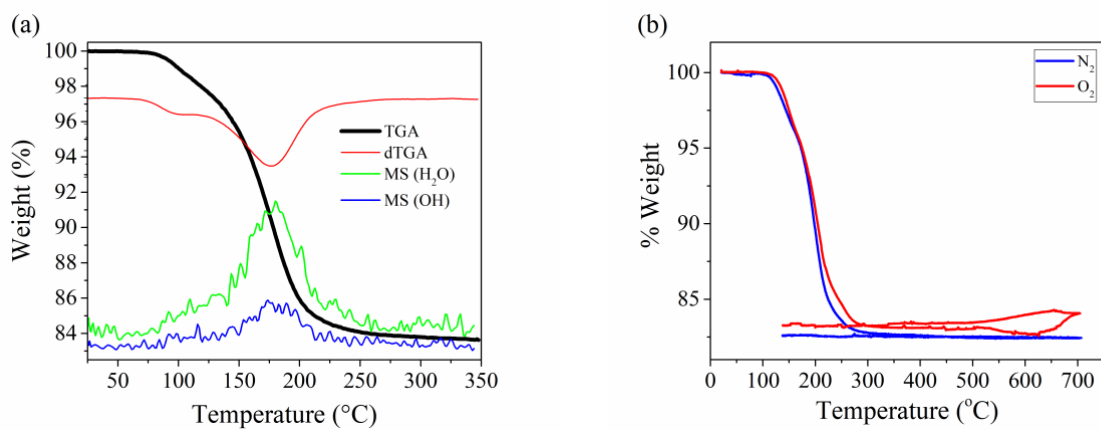 (a)
100
98
96
94
92
90
88
86
84
Weight (%)
TGA
dTGA
MS (H₂O)
MS (OH)
50 100 150 200 250 300 350
Temperature (°C)
(b)
100
95
90
85
% Weight
N₂
O₂
0 100 200 300 400 500 600 700
Temperature (°C)